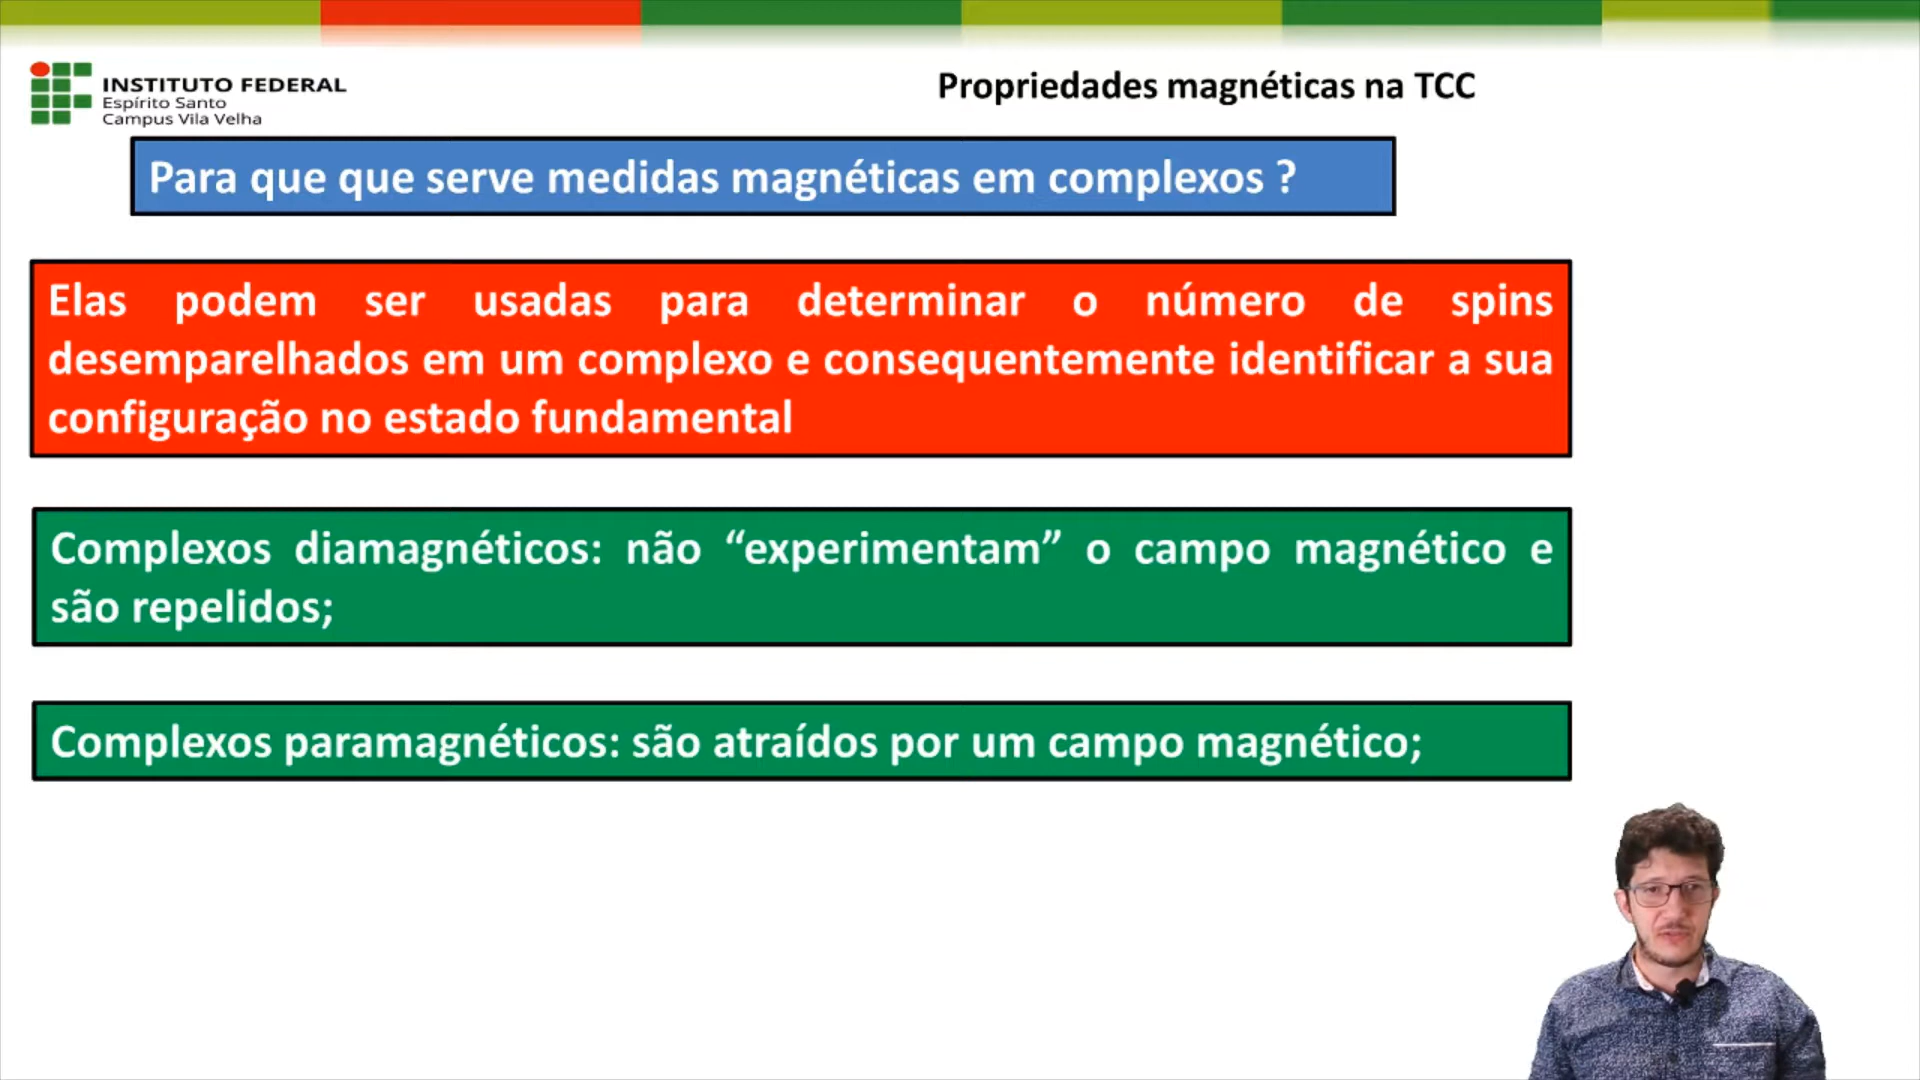 INSTITUTO FEDERAL
Espírito Santo
Campus Vila Velha
Propriedades magnéticas na TCC
Para que que serve medidas magnéticas em complexos ?
Elas podem ser usadas para determinar o número de spins
desemparelhados em um complexo e consequentemente identificar a sua
configuração no estado fundamental
Complexos diamagnéticos: não “experimentam” o campo magnético e
são repelidos;
Complexos paramagnéticos: são atraídos por um campo magnético;